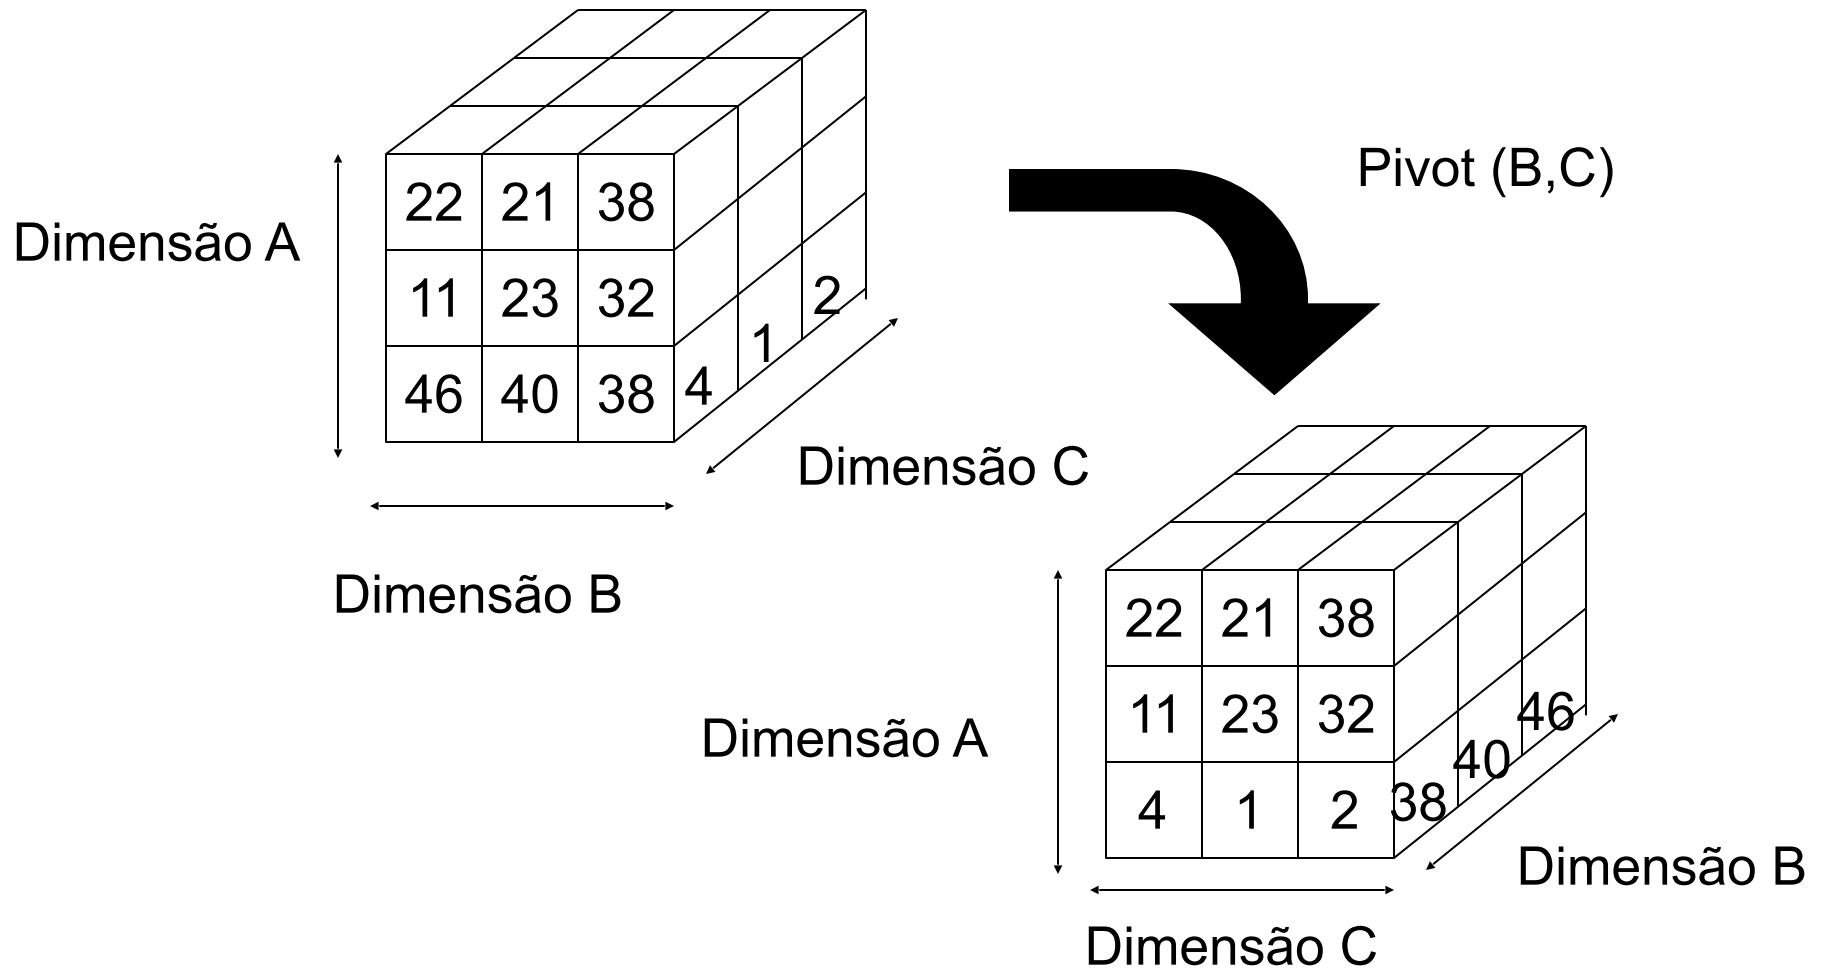 Pivot (B,C)
Dimensão A
22 21 38
11 23 32
46 40 38 4 1 2
Dimensão C
Dimensão B
Dimensão A
22 21 38
11 23 32
4 1 2 38 40 46
Dimensão B
Dimensão C